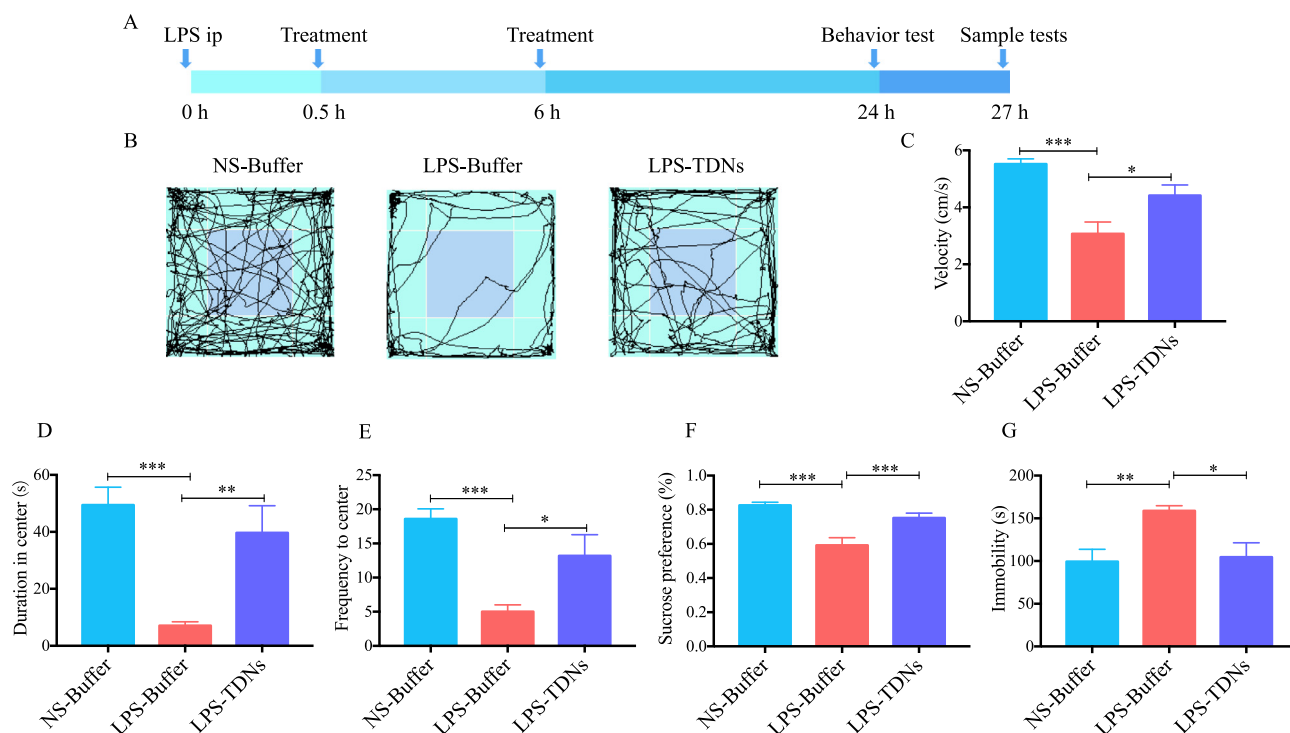 A
LPS ip
Treatment
Treatment
Behavior test
Sample tests
0 h
0.5 h
6 h
24 h
27 h
B
NS-Buffer
LPS-Buffer
LPS-TDNs
C
Velocity (cm/s)
6
4
2
0
***
*
NS-Buffer
LPS-Buffer
LPS-TDNs
D
Duration in center (s)
60
40
20
0
***
**
NS-Buffer
LPS-Buffer
LPS-TDNs
E
Frequency to center
25
20
15
10
5
0
***
*
NS-Buffer
LPS-Buffer
LPS-TDNs
F
Sucrose preference (%)
1.0
0.8
0.6
0.4
0.2
0.0
***
***
NS-Buffer
LPS-Buffer
LPS-TDNs
G
Immobility (s)
200
150
100
50
0
**
*
NS-Buffer
LPS-Buffer
LPS-TDNs